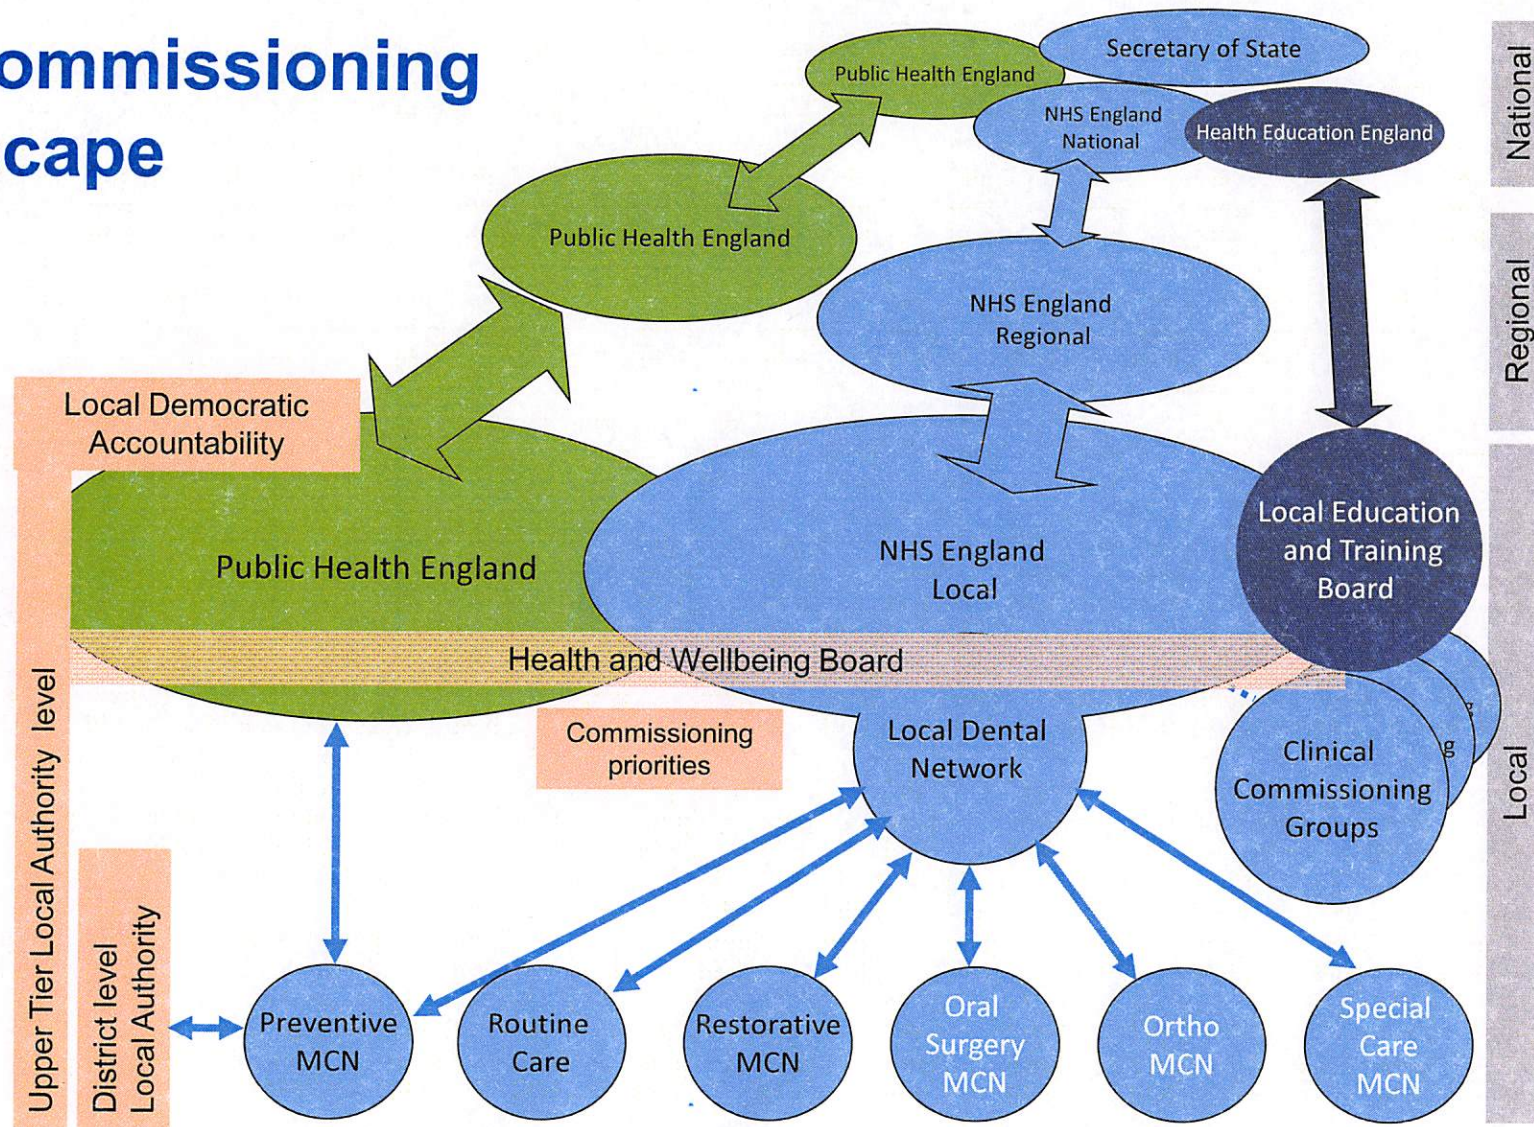 ommissioning
cape
Secretary of State
Public Health England
NHS England
National
Health Education England
National
Public Health England
NHS England
Regional
Regional
Local Democratic
Accountability
Public Health England
NHS England
Local
Local Education
and Training
Board
Health and Wellbeing Board
Commissioning
priorities
Local Dental
Network
Clinical
Commissioning
Groups
g
g
Local
Upper Tier Local Authority level
District level
Local Authority
Preventive
MCN
Routine
Care
Restorative
MCN
Oral
Surgery
MCN
Ortho
MCN
Special
Care
MCN